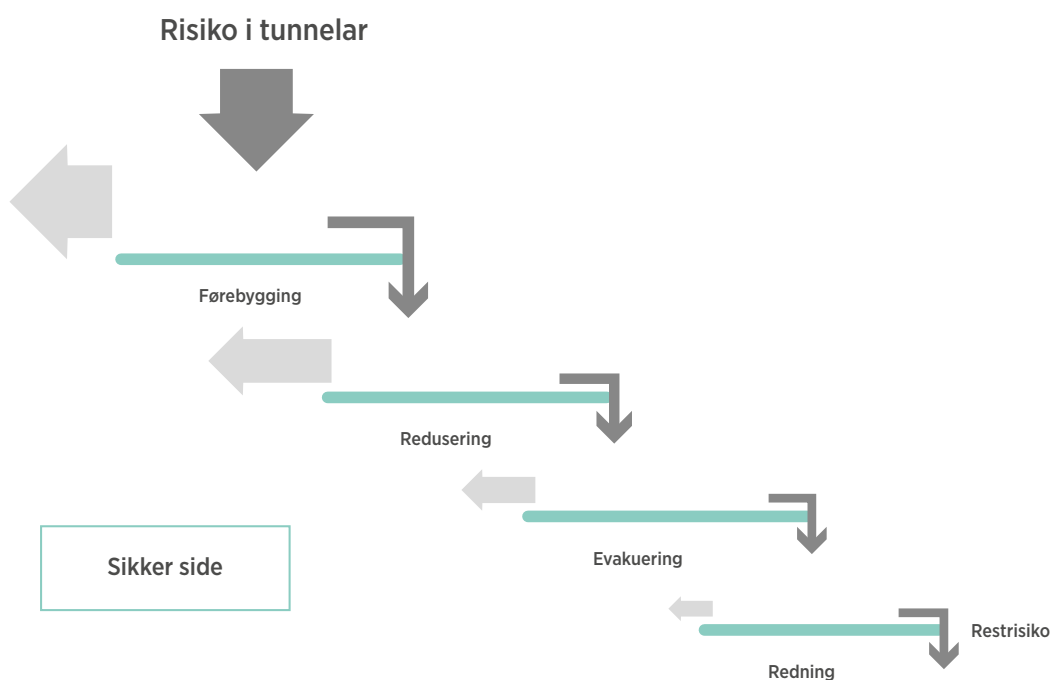 Risiko i tunnelar
Førebygging
Redusering
Evakuering
Sikker side
Restrisiko
Redning